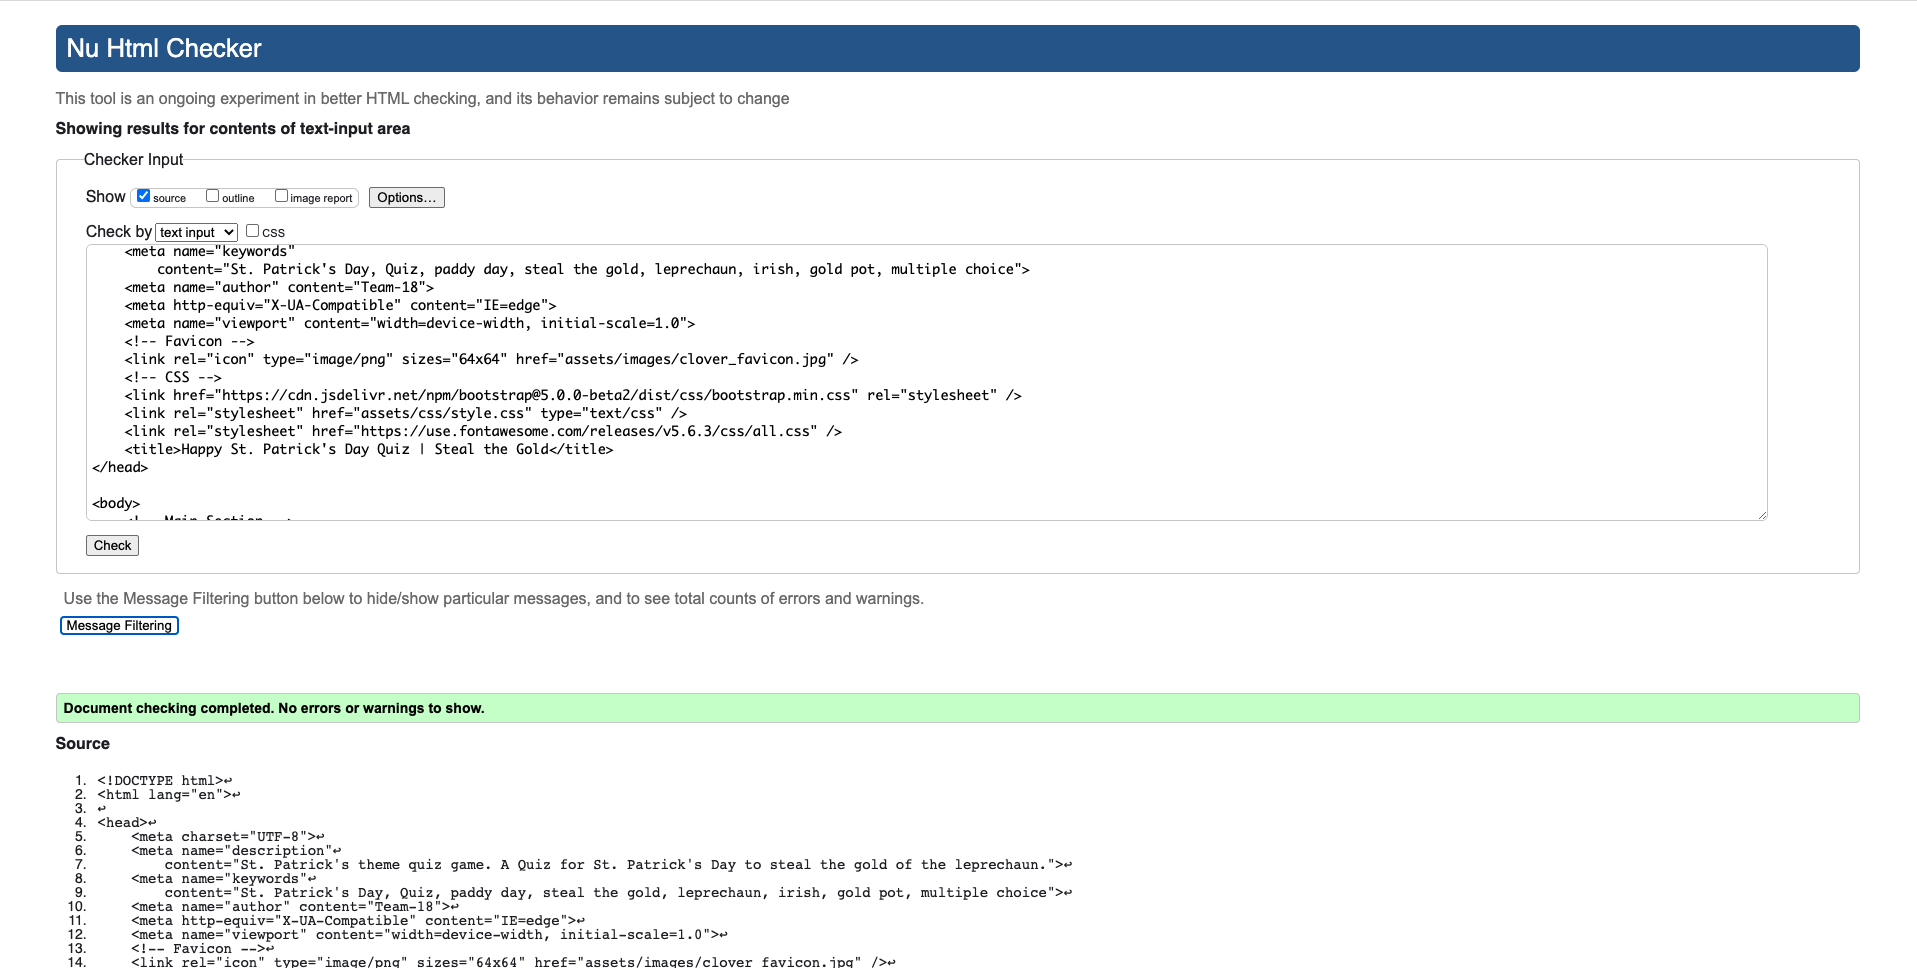 Nu Html Checker
This tool is an ongoing experiment in better HTML checking, and its behavior remains subject to change
Showing results for contents of text-input area
Checker Input
Show source outline image report Options...
Check by text input css
<meta name="keywords"
content="St. Patrick's Day, Quiz, paddy day, steal the gold, leprechaun, irish, gold pot, multiple choice">
<meta name="author" content="Team-18">
<meta http-equiv="X-UA-Compatible" content="IE=edge">
<meta name="viewport" content="width=device-width, initial-scale=1.0">
<!-- Favicon -->
<link rel="icon" type="image/png" sizes="64x64" href="assets/images/clover_favicon.jpg" />
<!-- CSS -->
<link href="https://cdn.jsdelivr.net/npm/bootstrap@5.0.0-beta2/dist/css/bootstrap.min.css" rel="stylesheet" />
<link rel="stylesheet" href="assets/css/style.css" type="text/css" />
<link rel="stylesheet" href="https://use.fontawesome.com/releases/v5.6.3/css/all.css" />
<title>Happy St. Patrick's Day Quiz | Steal the Gold</title>
</head>
<body>
<!-- Main Section -->
Check
Use the Message Filtering button below to hide/show particular messages, and to see total counts of errors and warnings.
Message Filtering
Document checking completed. No errors or warnings to show.
Source
1. <!DOCTYPE html>↩
2. <html lang="en">↩
3. ↩
4. <head>↩
5. <meta charset="UTF-8">↩
6. <meta name="description"↩
7. content="St. Patrick's theme quiz game. A Quiz for St. Patrick's Day to steal the gold of the leprechaun.">↩
8. <meta name="keywords"↩
9. content="St. Patrick's Day, Quiz, paddy day, steal the gold, leprechaun, irish, gold pot, multiple choice">↩
10. <meta name="author" content="Team-18">↩
11. <meta http-equiv="X-UA-Compatible" content="IE=edge">↩
12. <meta name="viewport" content="width=device-width, initial-scale=1.0">↩
13. <!-- Favicon -->↩
14. <link rel="icon" type="image/png" sizes="64x64" href="assets/images/clover_favicon.jpg" />↩